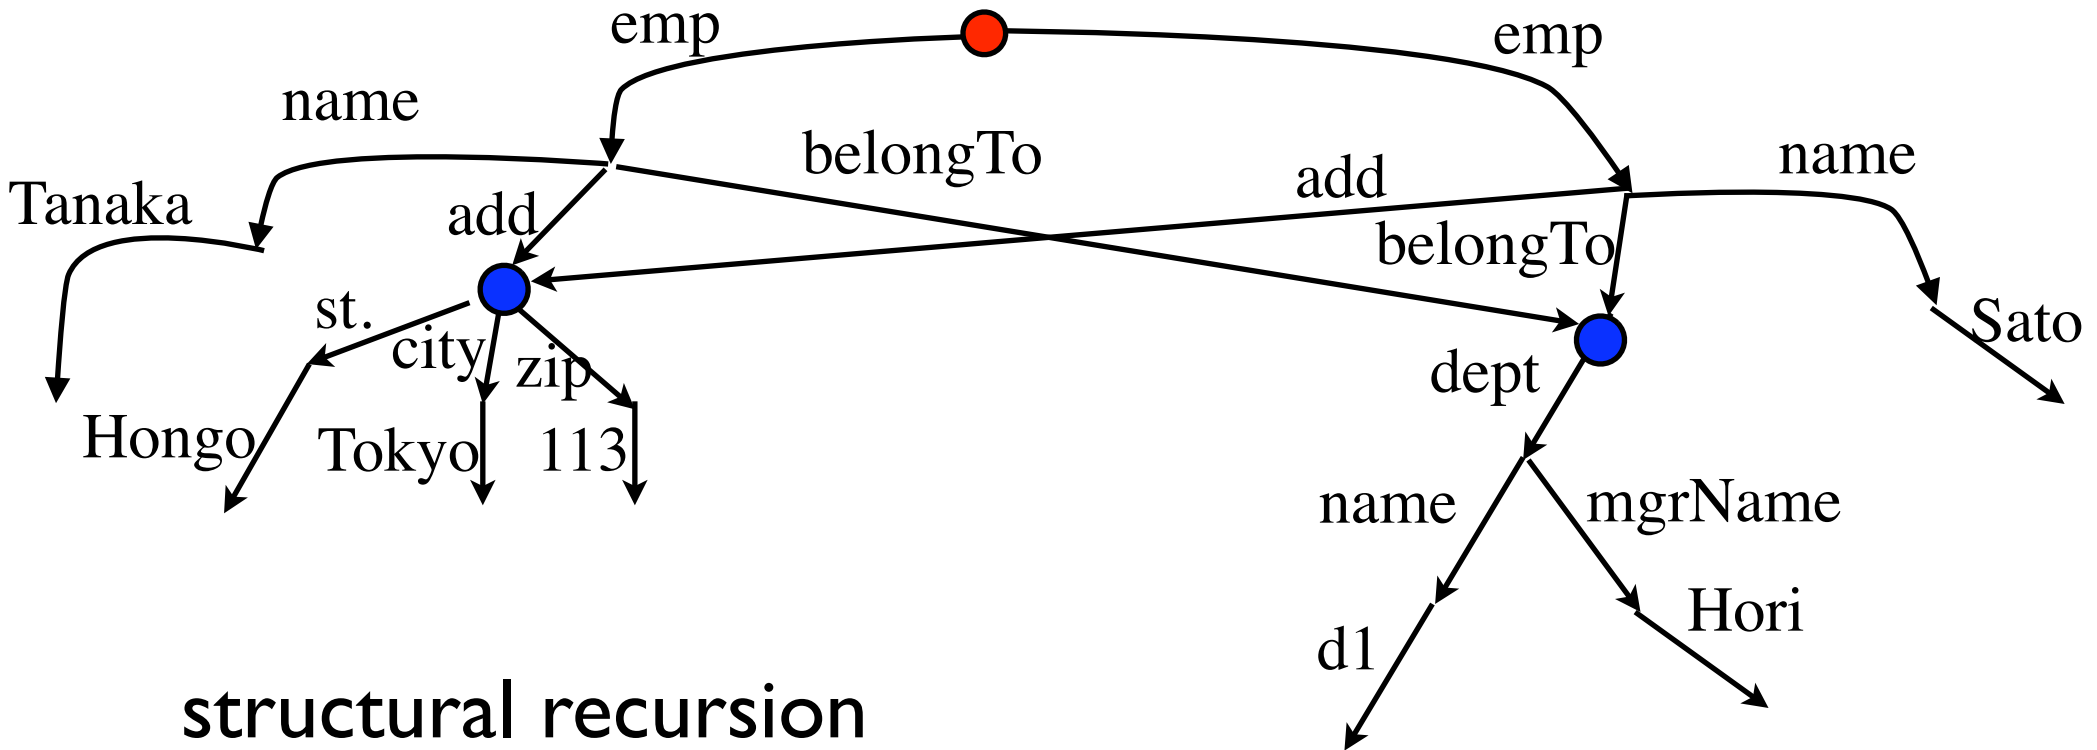 emp
emp
name
belongTo
name
add
Tanaka
add
belongTo
st.
Sato
city
zip
dept
Hongo
Tokyo
113
name
mgrName
Hori
d1
structural recursion